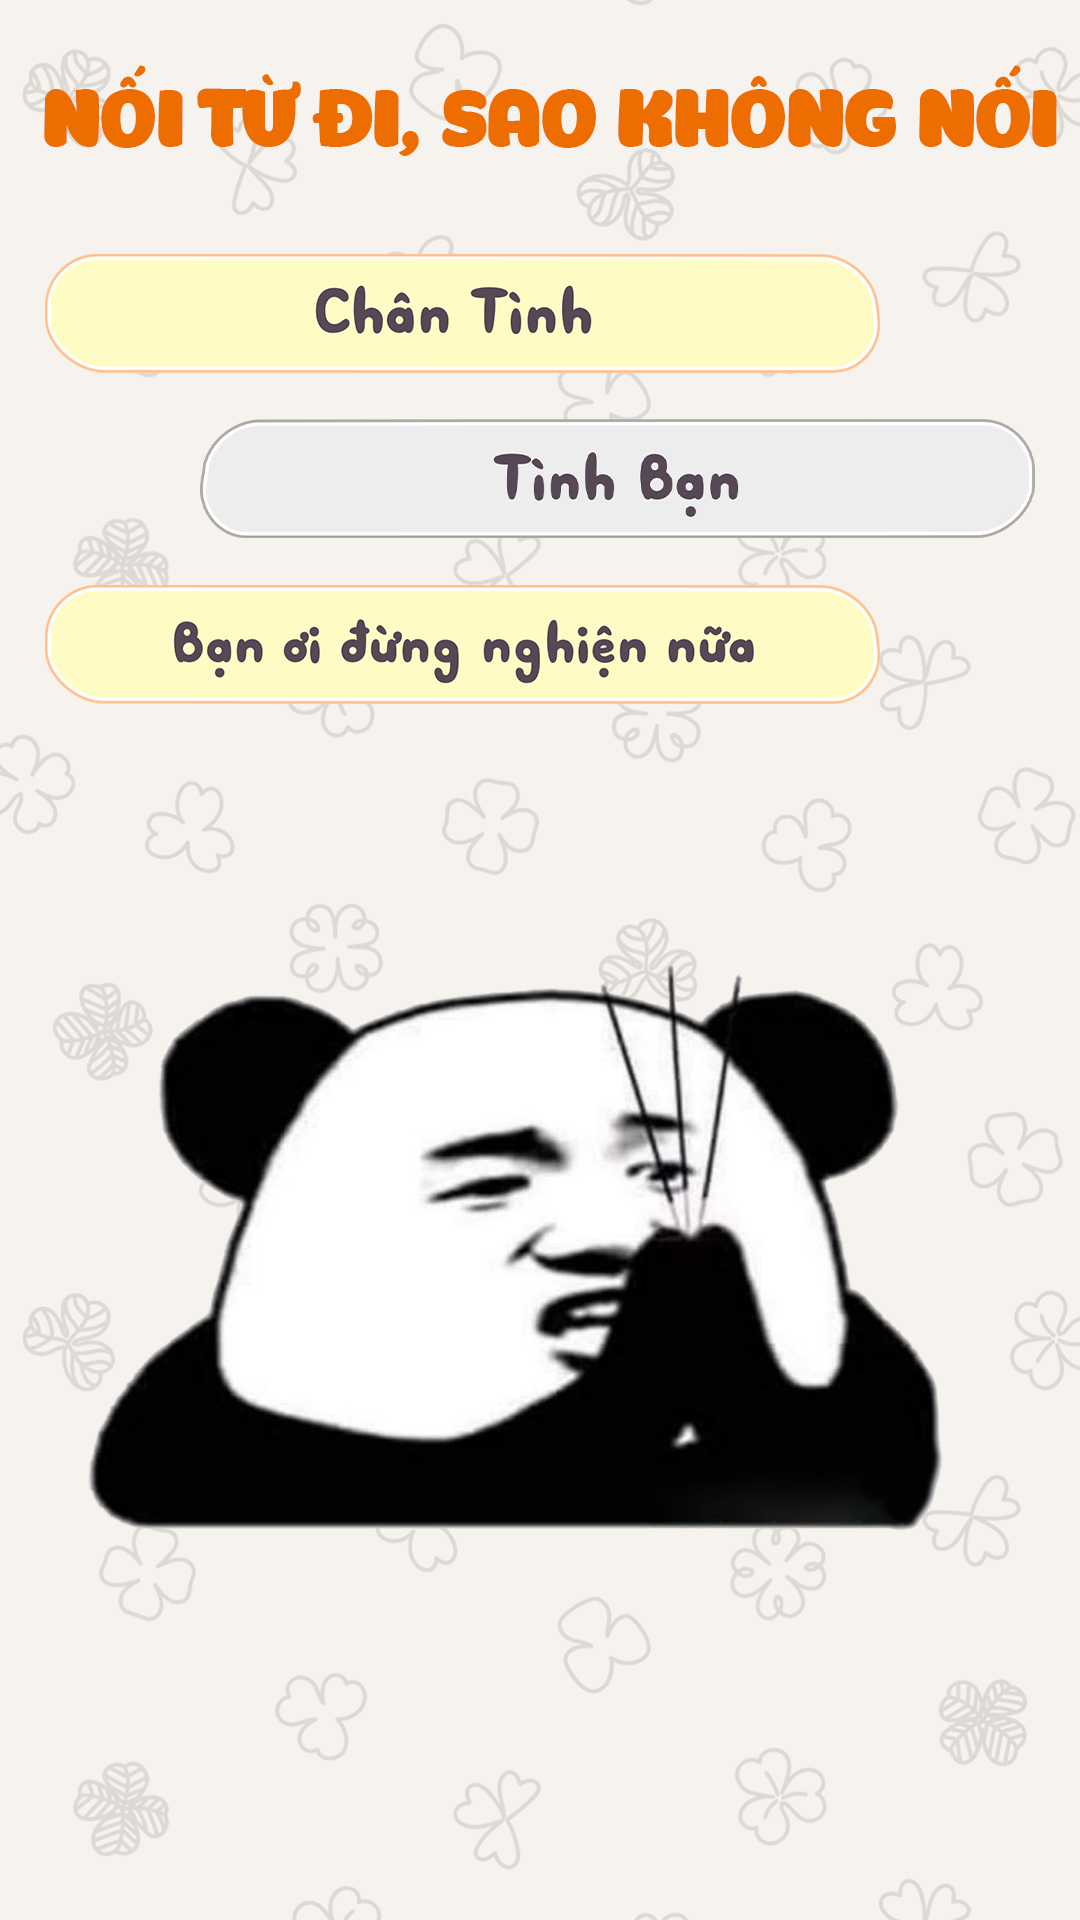 NỐI TỪ ĐI, SAO KHÔNG NỐI
Chân Tình
Tình Bạn
Bạn ơi đừng nghiện nữa